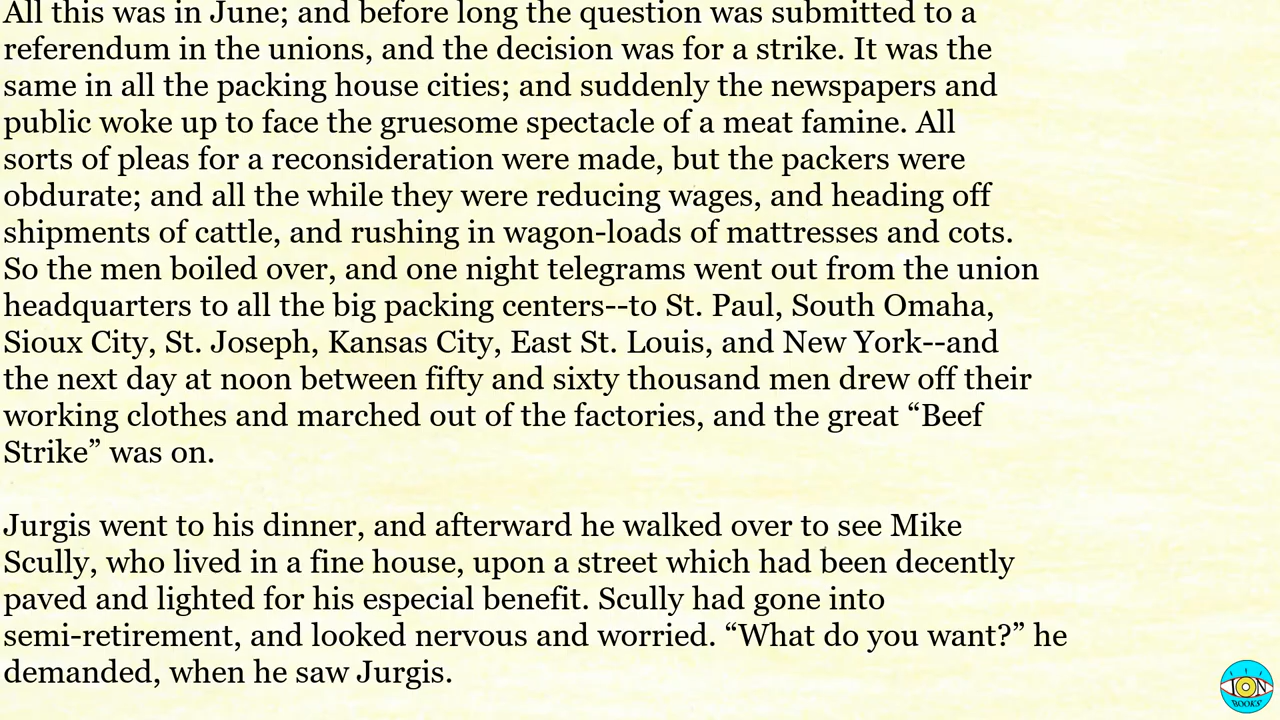 All this was in June; and before long the question was submitted to a
referendum in the unions, and the decision was for a strike. It was the
same in all the packing house cities; and suddenly the newspapers and
public woke up to face the gruesome spectacle of a meat famine. All
sorts of pleas for a reconsideration were made, but the packers were
obdurate; and all the while they were reducing wages, and heading off
shipments of cattle, and rushing in wagon-loads of mattresses and cots.
So the men boiled over, and one night telegrams went out from the union
headquarters to all the big packing centers--to St. Paul, South Omaha,
Sioux City, St. Joseph, Kansas City, East St. Louis, and New York--and
the next day at noon between fifty and sixty thousand men drew off their
working clothes and marched out of the factories, and the great “Beef
Strike” was on.

Jurgis went to his dinner, and afterward he walked over to see Mike
Scully, who lived in a fine house, upon a street which had been decently
paved and lighted for his especial benefit. Scully had gone into
semi-retirement, and looked nervous and worried. “What do you want?” he
demanded, when he saw Jurgis.
ION
BOOKS